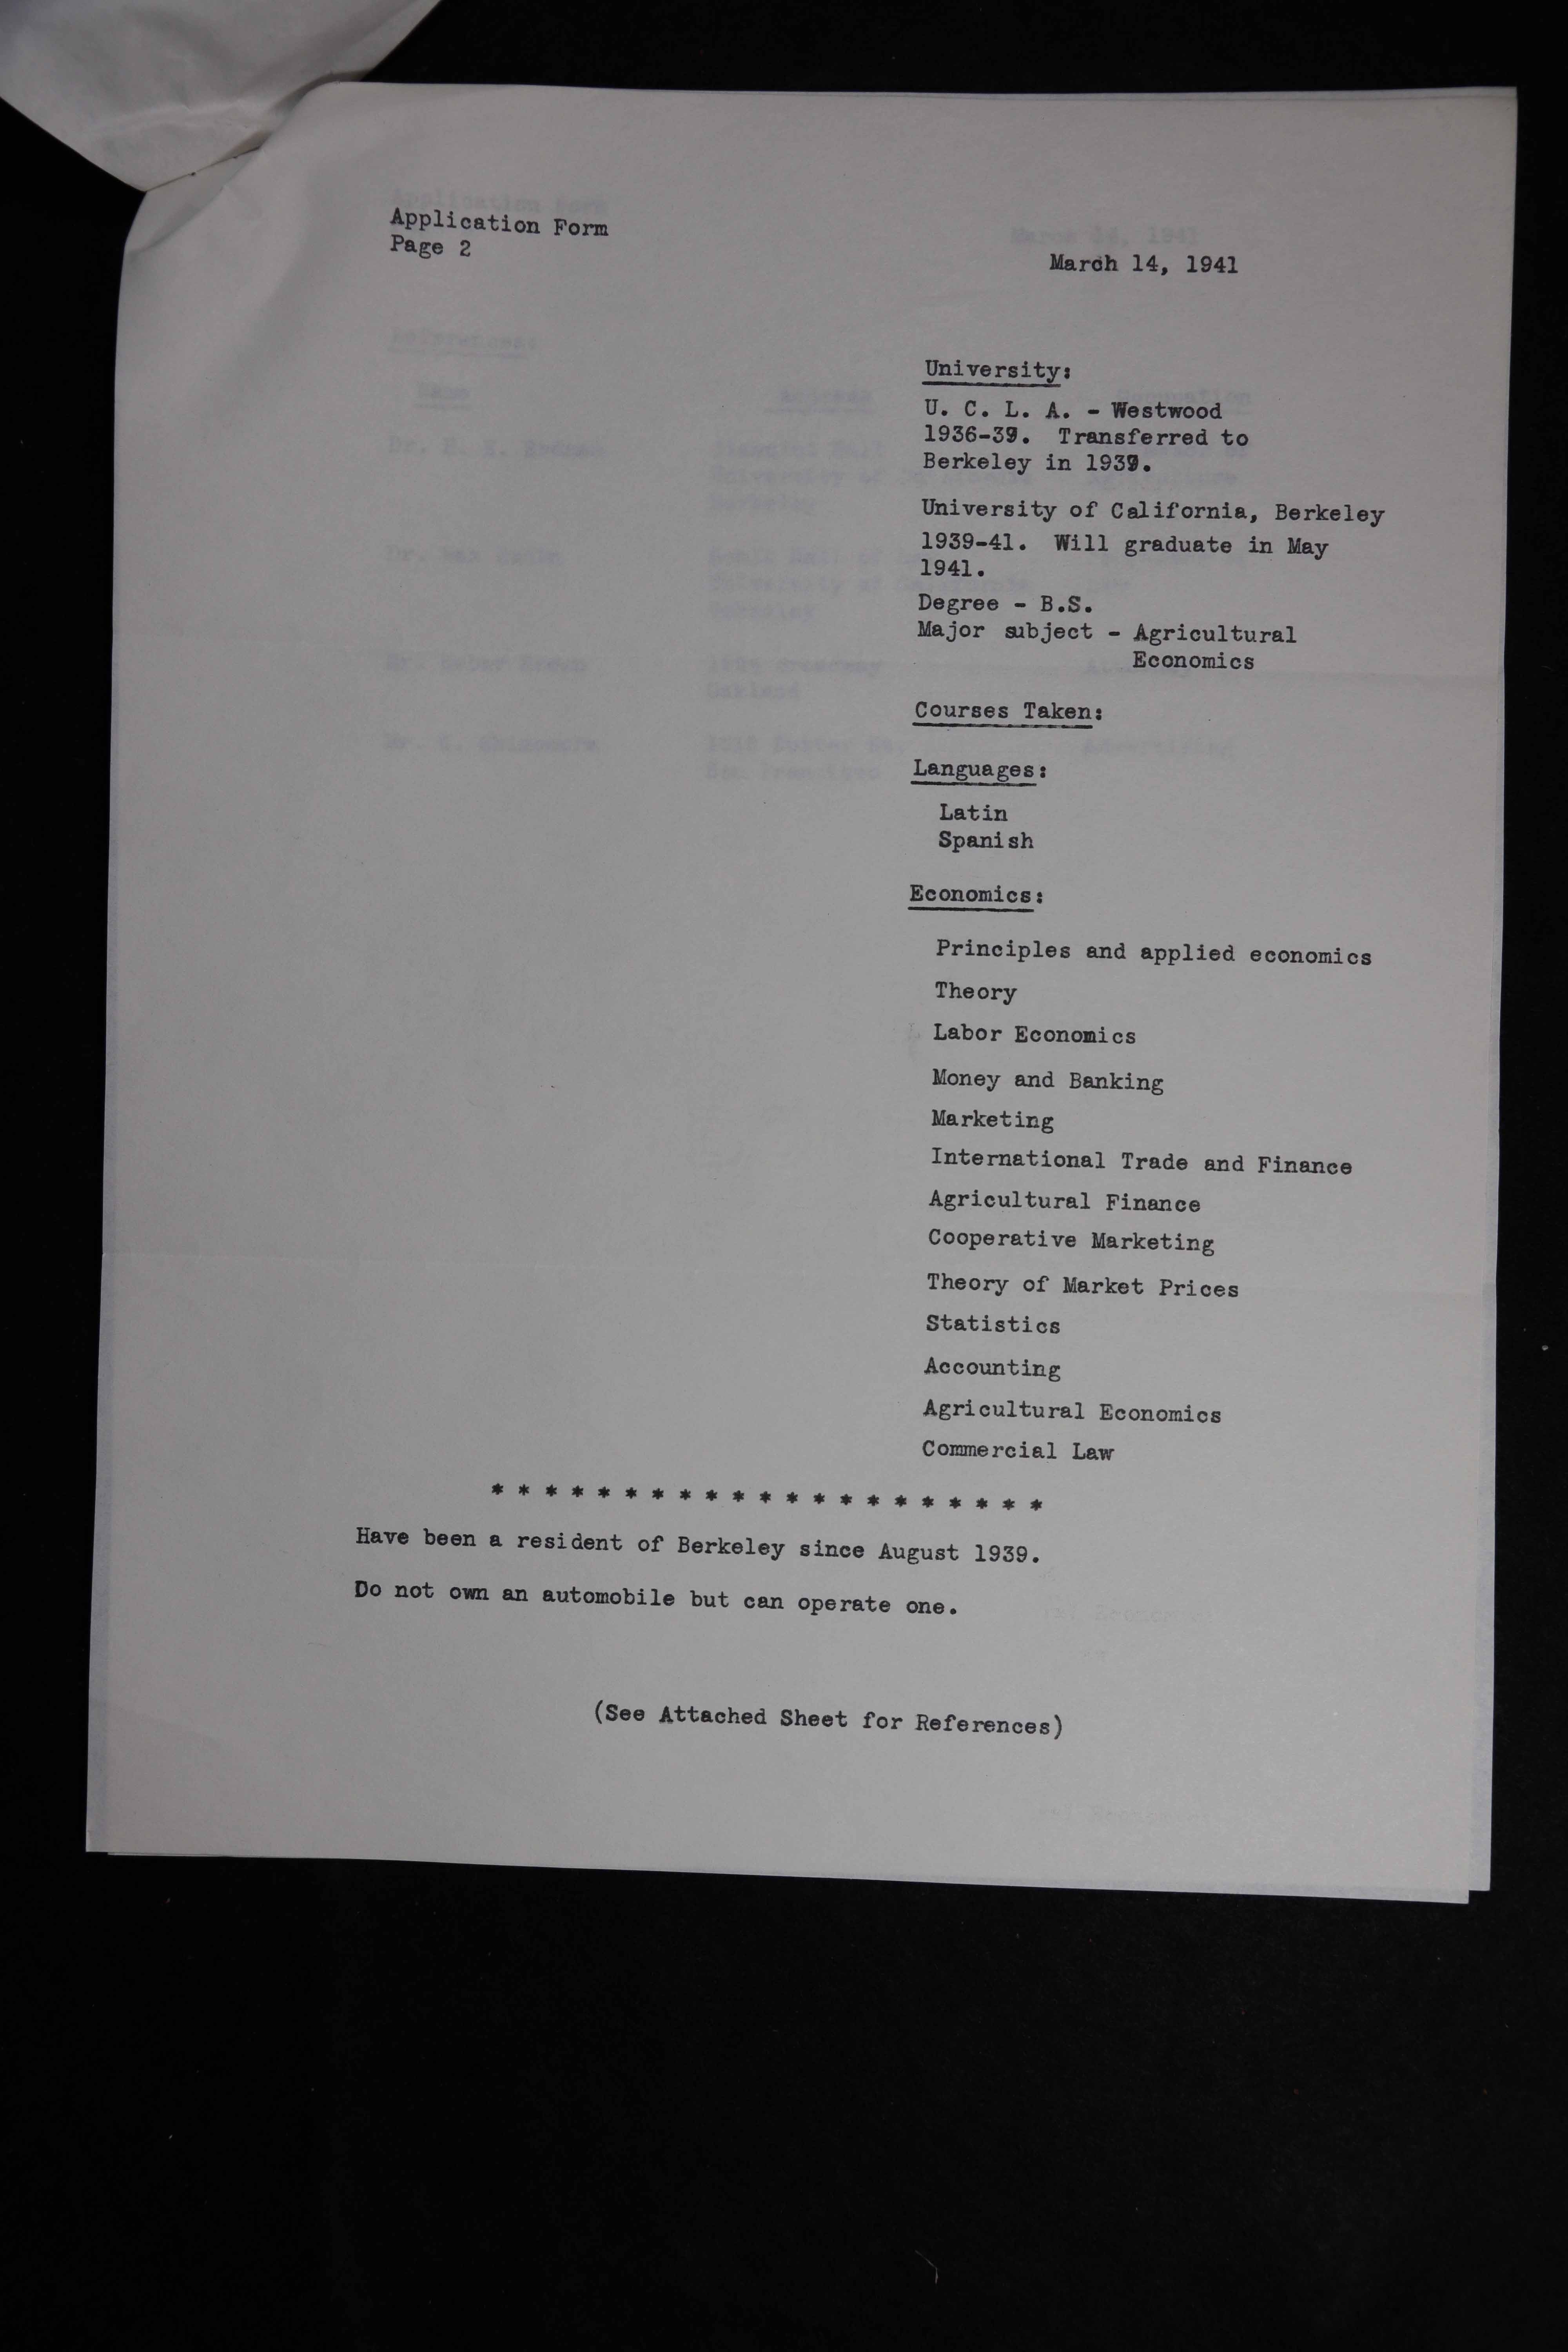 Application Form
Page 2
March 14, 1941
University:
U. C. L. A. - Westwood
1936-39. Transferred to
Berkeley in 1939.
University of California, Berkeley
1939-41. Will graduate in May
1941.
Degree - B.S.
Major subject - Agricultural
Economics
Courses Taken:
Languages:
Latin
Spanish
Economics:
Principles and applied economics
Theory
Labor Economics
Money and Banking
Marketing
International Trade and Finance
Agricultural Finance
Cooperative Marketing
Theory of Market Prices
Statistics
Accounting
Agricultural Economics
Commercial Law
* * * * * * * * * * * * * * * * * * * * *
Have been a resident of Berkeley since August 1939.
Do not own an automobile but can operate one.
(See Attached Sheet for References)